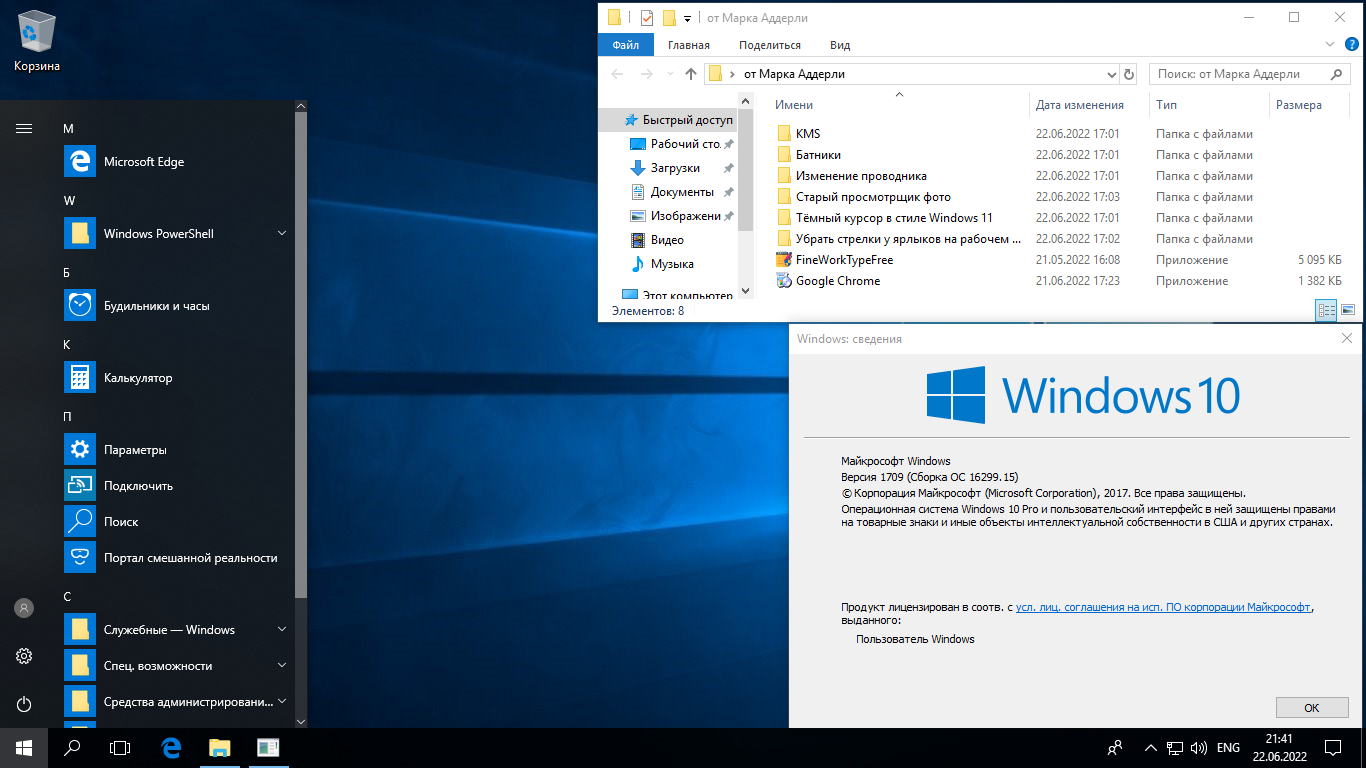 Корзина
M
Microsoft Edge
W
Windows PowerShell
Б
Будильники и часы
К
Калькулятор
П
Параметры
Подключить
Поиск
Портал смешанной реальности
С
Служебные — Windows
Спец. возможности
Средства администрировани...
от Марка Аддерли
Файл
Главная
Поделиться
Вид
от Марка Аддерли
Поиск: от Марка Аддерли
Быстрый доступ
Рабочий сто.
Загрузки
Документы
Изображени
Видео
Музыка
Этот компьютер
Имени Дата изменения Тип Размера
KMS 22.06.2022 17:01 Папка с файлами
Батники 22.06.2022 17:01 Папка с файлами
Изменение проводника 22.06.2022 17:01 Папка с файлами
Старый просмотрщик фото 22.06.2022 17:03 Папка с файлами
Тёмный курсор в стиле Windows 11 22.06.2022 17:01 Папка с файлами
Убрать стрелки у ярлыков на рабочем ... 22.06.2022 17:02 Папка с файлами
FineWorkTypeFree 21.05.2022 16:08 Приложение 5 095 КБ
Google Chrome 21.06.2022 17:23 Приложение 1 382 КБ
Элементов: 8
Windows: сведения
Windows 10
Майкрософт Windows
Версия 1709 (Сборка ОС 16299.15)
© Корпорация Майкрософт (Microsoft Corporation), 2017. Все права защищены.
Операционная система Windows 10 Pro и пользовательский интерфейс в ней защищены правами
на товарные знаки и иные объекты интеллектуальной собственности в США и других странах.
Продукт лицензирован в соотв. с усл. лиц. соглашения на исп. ПО корпорации Майкрософт,
выданного:
Пользователь Windows
ОК
ENG
21:41
22.06.2022